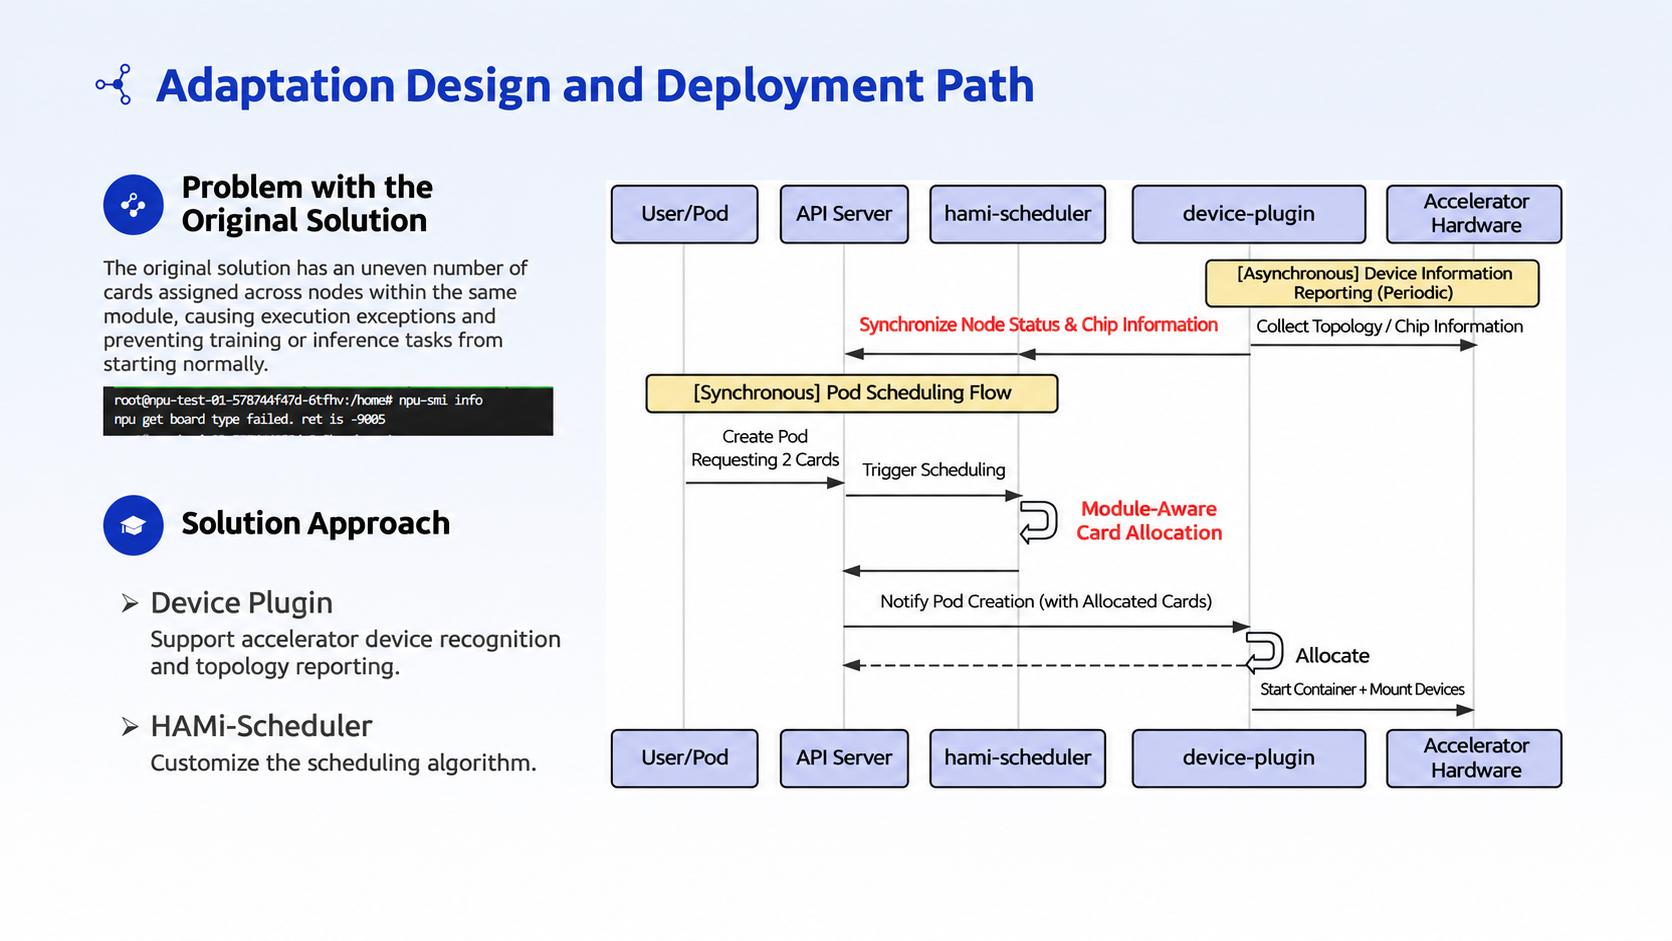 Adaptation Design and Deployment Path
Problem with the
Original Solution
The original solution has an uneven number of
cards assigned across nodes within the same
module, causing execution exceptions and
preventing training or inference tasks from
starting normally.
root@npu-test-01-578744f47d-6tfhv:/home# npu-smi info
npu get board type failed. ret is -9005
Solution Approach
➢ Device Plugin
Support accelerator device recognition
and topology reporting.
➢ HAMi-Scheduler
Customize the scheduling algorithm.
User/Pod
API Server
hami-scheduler
device-plugin
Accelerator
Hardware
[Asynchronous] Device Information
Reporting (Periodic)
Synchronize Node Status & Chip Information
Collect Topology / Chip Information
[Synchronous] Pod Scheduling Flow
Create Pod
Requesting 2 Cards
Trigger Scheduling
Module-Aware
Card Allocation
Notify Pod Creation (with Allocated Cards)
Allocate
Start Container + Mount Devices
User/Pod
API Server
hami-scheduler
device-plugin
Accelerator
Hardware